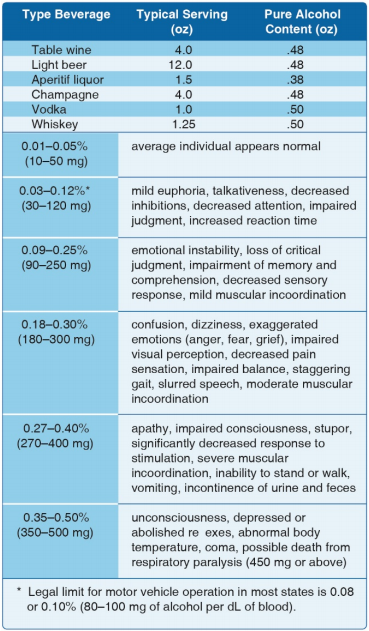 Type Beverage Typical Serving Pure Alcohol
(oz) Content (oz)
Table wine 4.0 .48
Light beer 12.0 .48
Aperitif liquor 1.5 .38
Champagne 4.0 .48
Vodka 1.0 .50
Whiskey 1.25 .50
0.01–0.05% average individual appears normal
(10–50 mg)
0.03–0.12%* mild euphoria, talkativeness, decreased
(30–120 mg) inhibitions, decreased attention, impaired
judgment, increased reaction time
0.09–0.25% emotional instability, loss of critical
(90–250 mg) judgment, impairment of memory and
comprehension, decreased sensory
response, mild muscular incoordination
0.18–0.30% confusion, dizziness, exaggerated
(180–300 mg) emotions (anger, fear, grief), impaired
visual perception, decreased pain
sensation, impaired balance, staggering
gait, slurred speech, moderate muscular
incoordination
0.27–0.40% apathy, impaired consciousness, stupor,
(270–400 mg) significantly decreased response to
stimulation, severe muscular
incoordination, inability to stand or walk,
vomiting, incontinence of urine and feces
0.35–0.50% unconsciousness, depressed or
(350–500 mg) abolished re exes, abnormal body
temperature, coma, possible death from
respiratory paralysis (450 mg or above)
* Legal limit for motor vehicle operation in most states is 0.08
or 0.10% (80–100 mg of alcohol per dL of blood).